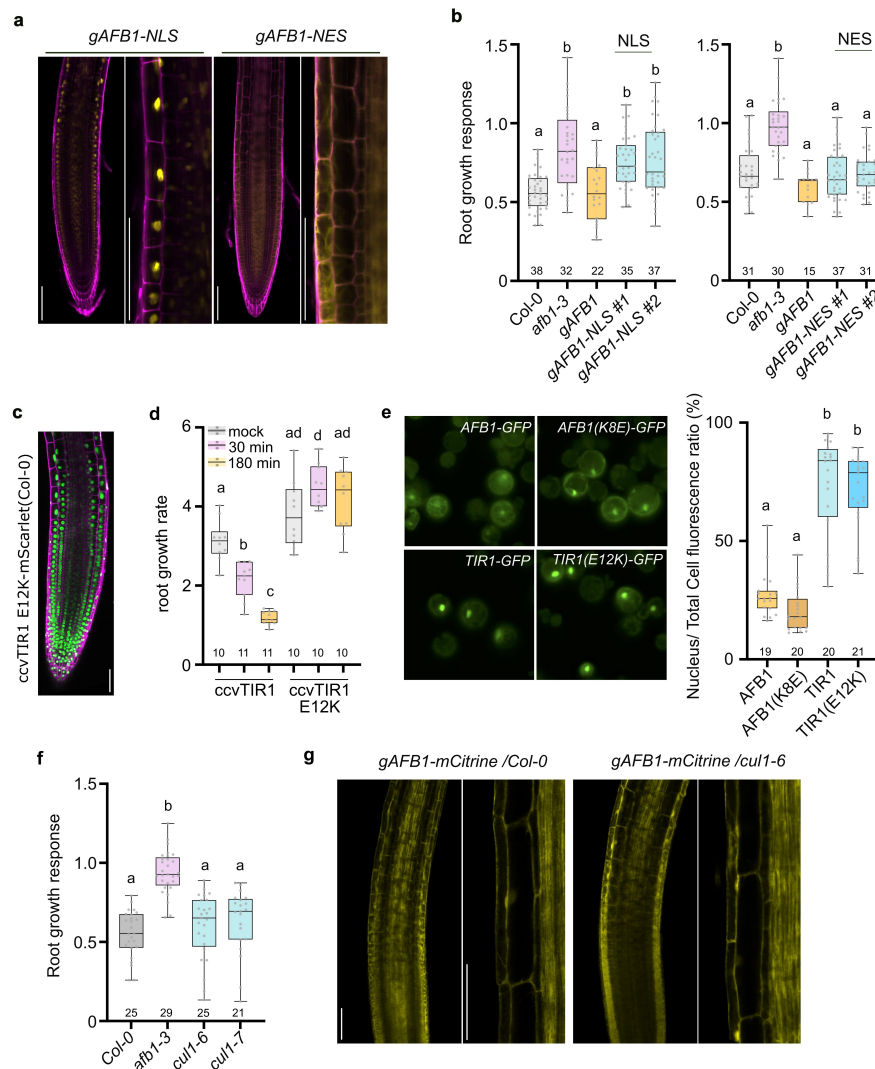 a
gAFB1-NLS
gAFB1-NES
b
NLS
NES
Root growth response
1.5
1.0
0.5
0
a
b
a
b
b
38
32
22
35
37
Col-0
afb1-3
gAFB1
gAFB1-NLS #1
gAFB1-NLS #2
1.5
1.0
0.5
0
a
b
a
a
a
31
30
15
37
31
Col-0
afb1-3
gAFB1
gAFB1-NES #1
gAFB1-NES #2
c
ccvTIR1 E12K-mScarlet(Col-0)
d
root growth rate
6
4
2
0
mock
30 min
180 min
a
b
c
ad
d
ad
10
11
11
10
10
10
ccvTIR1
ccvTIR1
E12K
e
AFB1-GFP
AFB1(K8E)-GFP
TIR1-GFP
TIR1(E12K)-GFP
Nucleus/ Total Cell fluorescence ratio (%)
100
50
0
a
a
b
b
19
20
20
21
AFB1
AFB1(K8E)
TIR1
TIR1(E12K)
f
Root growth response
1.5
1.0
0.5
0
a
b
a
a
25
29
25
21
Col-0
afb1-3
cul1-6
cul1-7
g
gAFB1-mCitrine /Col-0
gAFB1-mCitrine /cul1-6